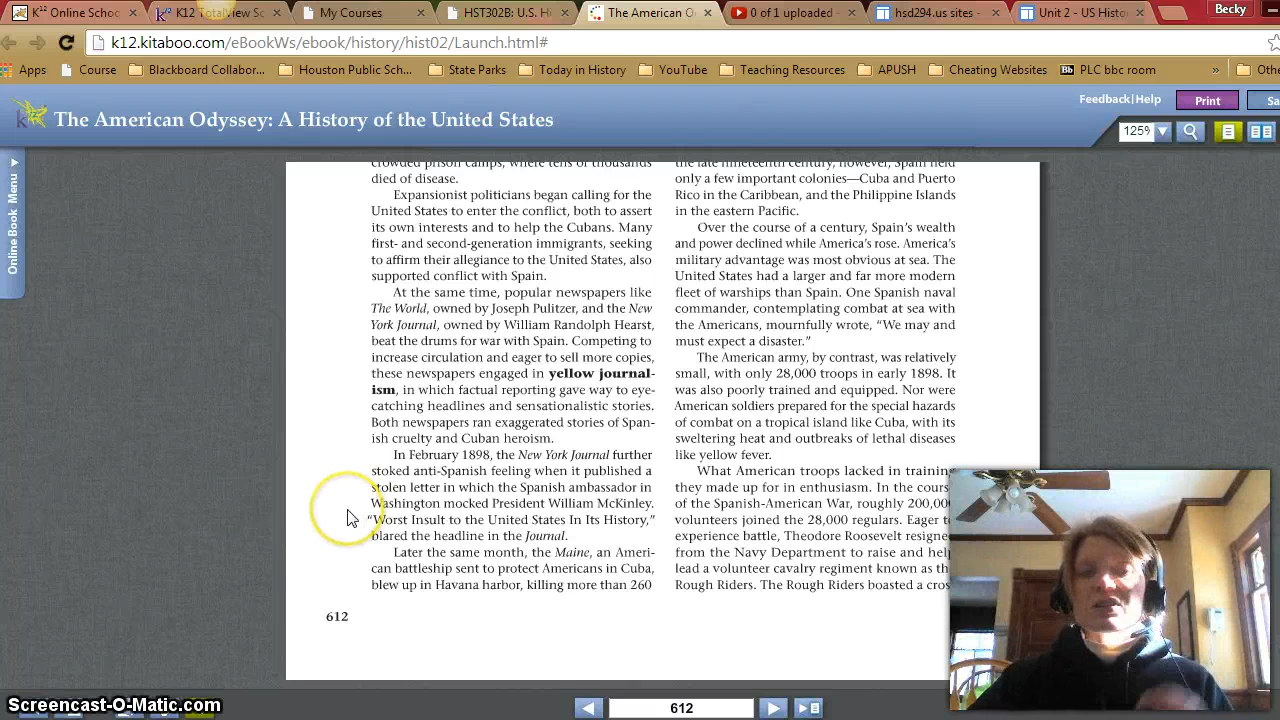 K¹² Online Schoo
K12 TotalView Sc
My Courses
HST302B: U.S. Hi
The American O
0 of 1 uploaded -
hsd294.us sites -
Unit 2 - US Histor
Becky
k12.kitaboo.com/eBookWs/ebook/history/hist02/Launch.html#
Apps
Course
Blackboard Collabor...
Houston Public Sch...
State Parks
Today in History
YouTube
Teaching Resources
APUSH
Cheating Websites
Bb PLC bbc room
»
Othe
Feedback|Help
Print
Sa
The American Odyssey: A History of the United States
125%
Online Book Menu
crowded prison camps, where tens of thousands
died of disease.
Expansionist politicians began calling for the
United States to enter the conflict, both to assert
its own interests and to help the Cubans. Many
first- and second-generation immigrants, seeking
to affirm their allegiance to the United States, also
supported conflict with Spain.
At the same time, popular newspapers like
The World, owned by Joseph Pulitzer, and the New
York Journal, owned by William Randolph Hearst,
beat the drums for war with Spain. Competing to
increase circulation and eager to sell more copies,
these newspapers engaged in yellow journal-
ism, in which factual reporting gave way to eye-
catching headlines and sensationalistic stories.
Both newspapers ran exaggerated stories of Span-
ish cruelty and Cuban heroism.
In February 1898, the New York Journal further
stoked anti-Spanish feeling when it published a
stolen letter in which the Spanish ambassador in
Washington mocked President William McKinley.
“Worst Insult to the United States In Its History,”
blared the headline in the Journal.
Later the same month, the Maine, an Ameri-
can battleship sent to protect Americans in Cuba,
blew up in Havana harbor, killing more than 260
612
the late nineteenth century, however, Spain held
only a few important colonies—Cuba and Puerto
Rico in the Caribbean, and the Philippine Islands
in the eastern Pacific.
Over the course of a century, Spain’s wealth
and power declined while America’s rose. America’s
military advantage was most obvious at sea. The
United States had a larger and far more modern
fleet of warships than Spain. One Spanish naval
commander, contemplating combat at sea with
the Americans, mournfully wrote, “We may and
must expect a disaster.”
The American army, by contrast, was relatively
small, with only 28,000 troops in early 1898. It
was also poorly trained and equipped. Nor were
American soldiers prepared for the special hazards
of combat on a tropical island like Cuba, with its
sweltering heat and outbreaks of lethal diseases
like yellow fever.
What American troops lacked in trainin
they made up for in enthusiasm. In the cours
of the Spanish-American War, roughly 200,000
volunteers joined the 28,000 regulars. Eager t
experience battle, Theodore Roosevelt resigne
from the Navy Department to raise and help
lead a volunteer cavalry regiment known as th
Rough Riders. The Rough Riders boasted a cros
612
Screencast-O-Matic.com